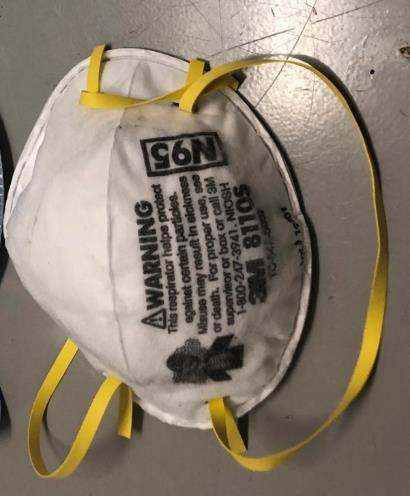 N95
WARNING
This respirator helps protect
against certain particles.
Misuse may result in sickness
or death. For proper use, see
supervisor or box or call 3M
1-800-247-3941. NIOSH
3M 8110S